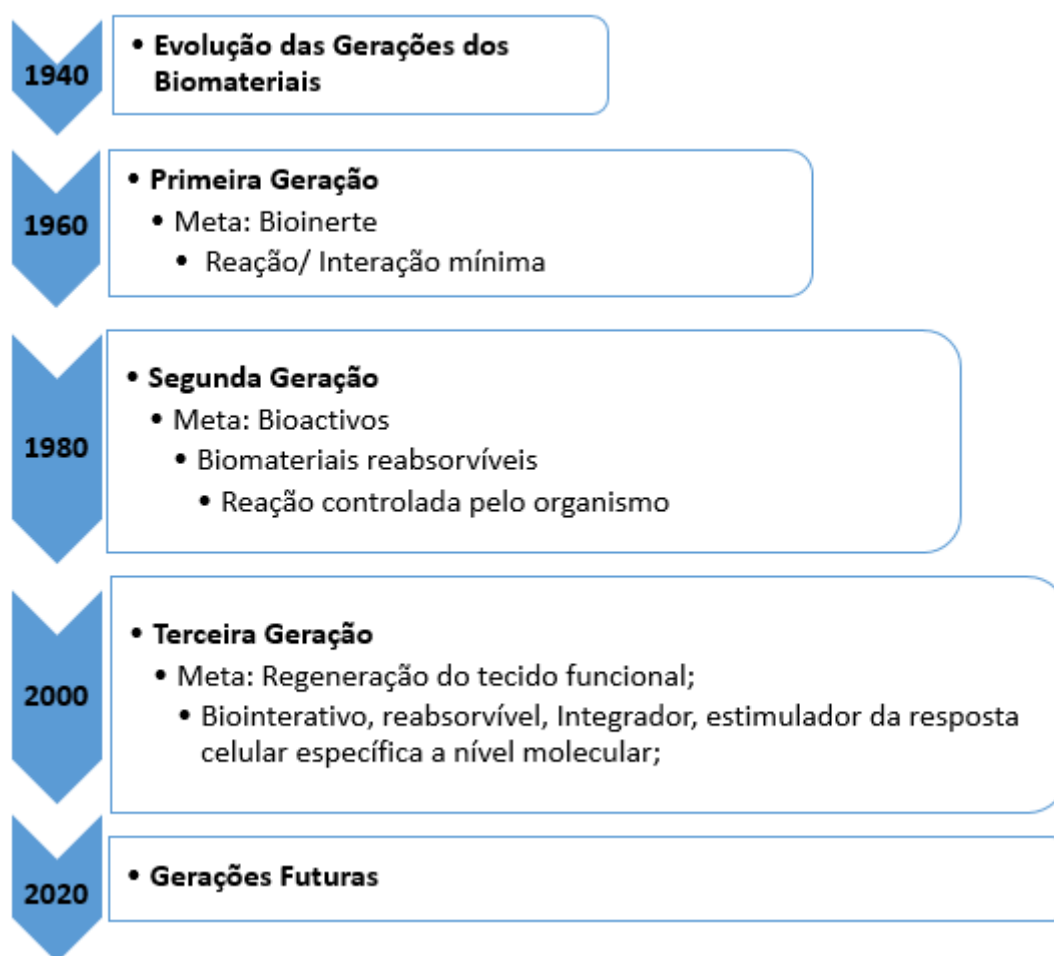 1940
• Evolução das Gerações dos
Biomateriais
1960
• Primeira Geração
• Meta: Bioinerte
• Reação/ Interação mínima
1980
• Segunda Geração
• Meta: Bioactivos
• Biomateriais reabsorvíveis
• Reação controlada pelo organismo
2000
• Terceira Geração
• Meta: Regeneração do tecido funcional;
• Biointerativo, reabsorvível, Integrador, estimulador da resposta
celular específica a nível molecular;
2020
• Gerações Futuras